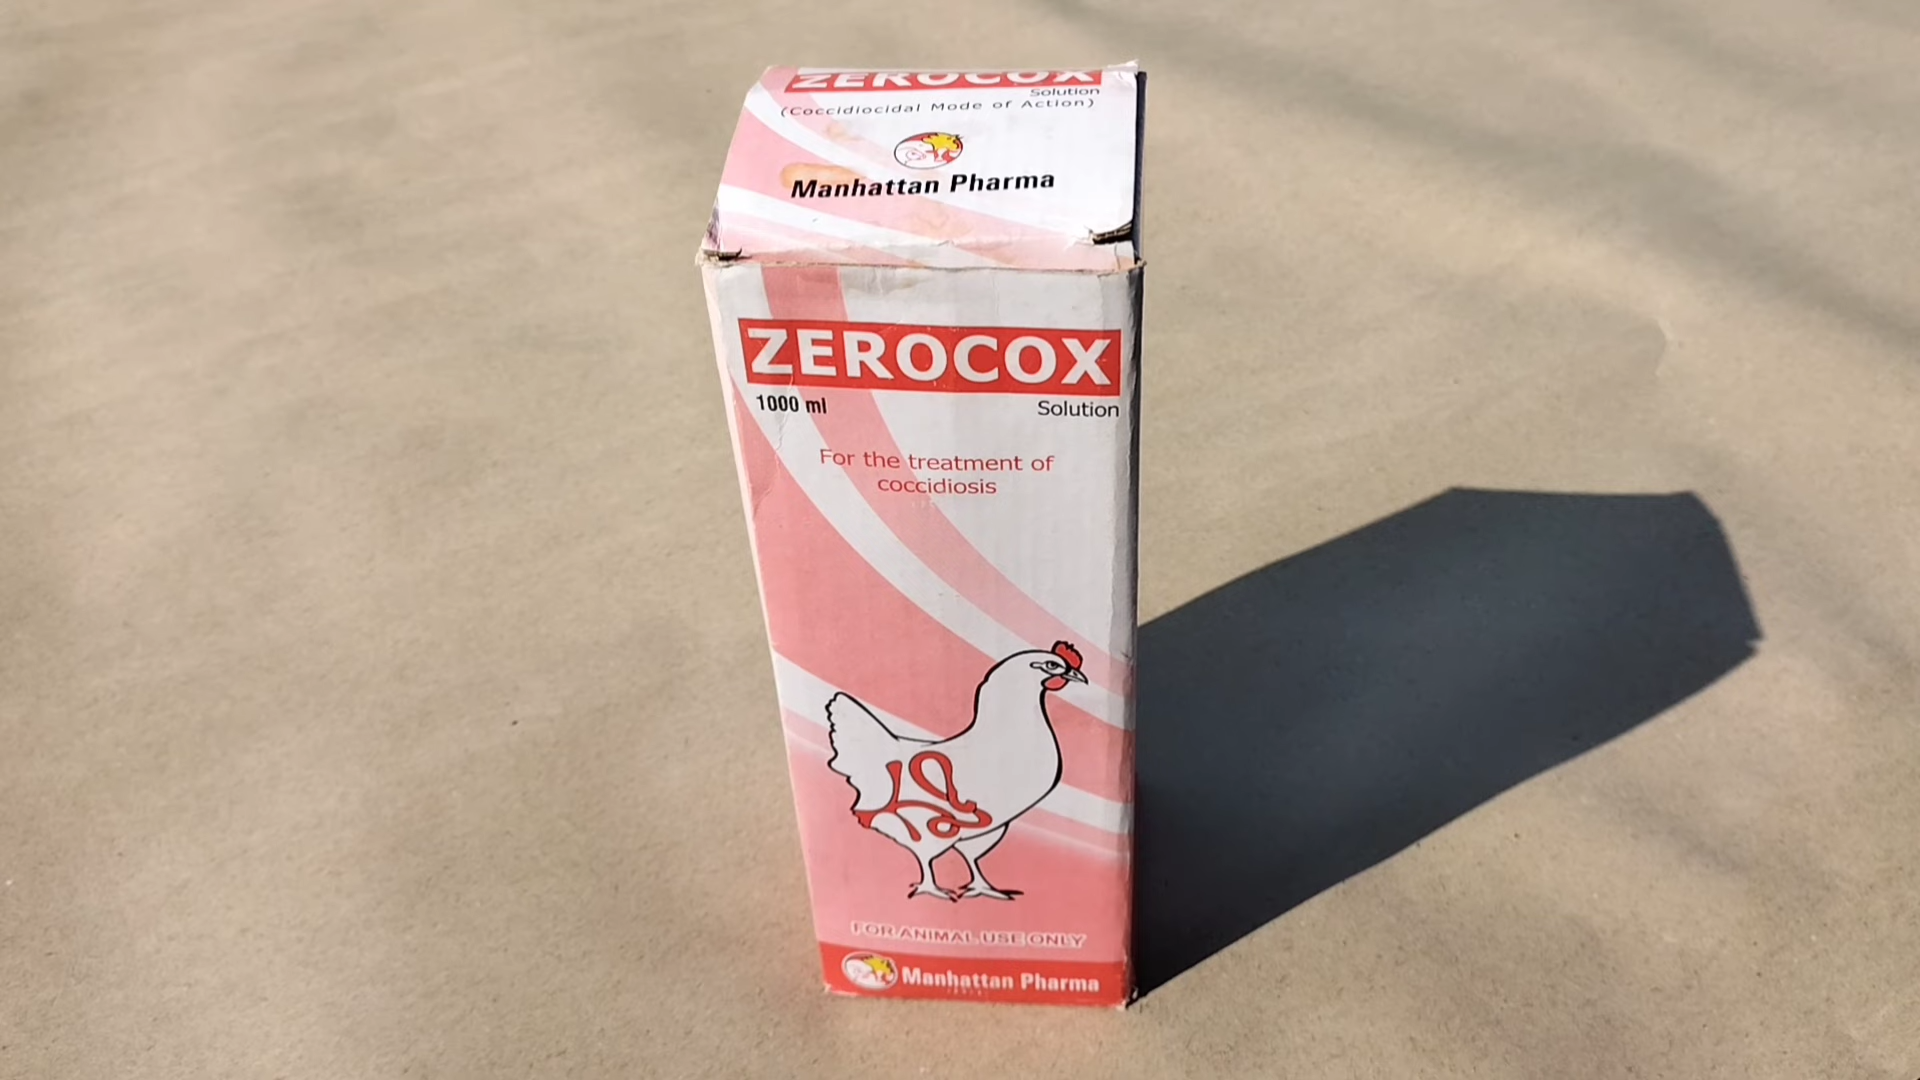 ZEROCOX
Solution
(Coccidiocidal Mode of Action)
Manhattan Pharma
ZEROCOX
1000 ml
Solution
For the treatment of
coccidiosis
FOR ANIMAL USE ONLY
Manhattan Pharma